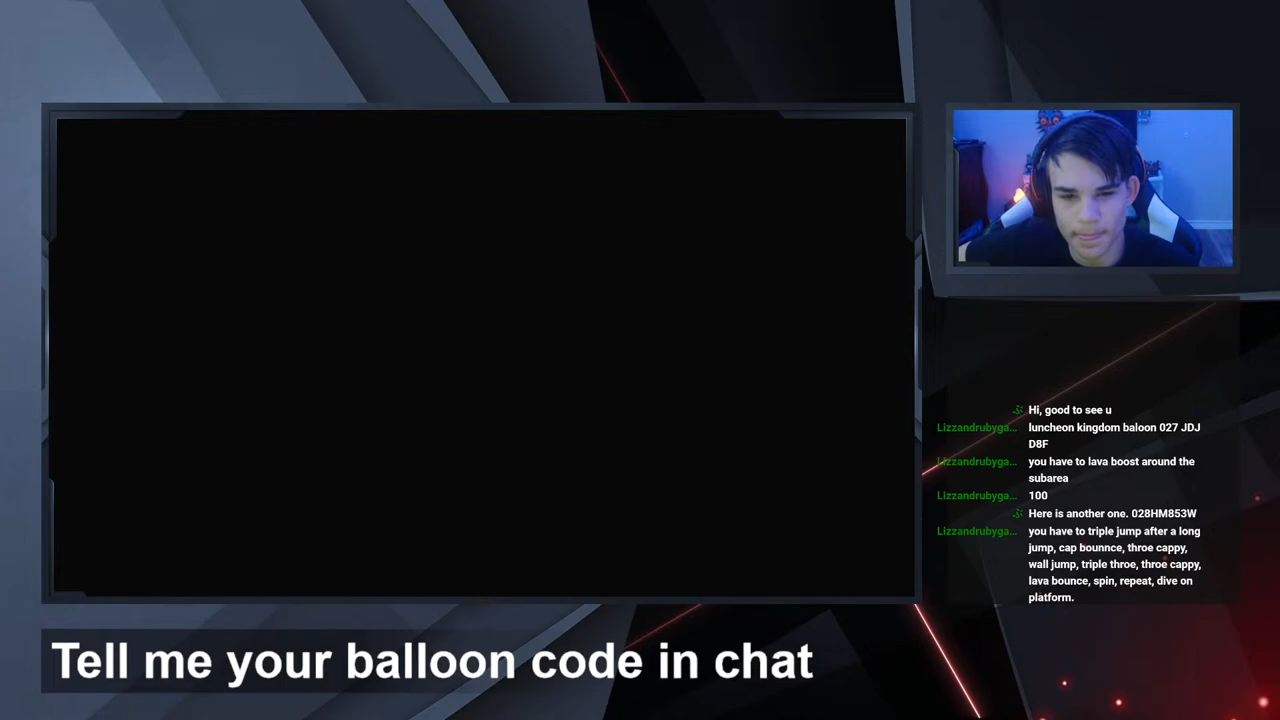 Hi, good to see u
Lizzandrubyga... luncheon kingdom baloon 027 JDJ
D8F
Lizzandrubyga... you have to lava boost around the
subarea
Lizzandrubyga... 100
Here is another one. 028HM853W
Lizzandrubyga... you have to triple jump after a long
jump, cap bounnce, throe cappy,
wall jump, triple throe, throe cappy,
lava bounce, spin, repeat, dive on
platform.
Tell me your balloon code in chat